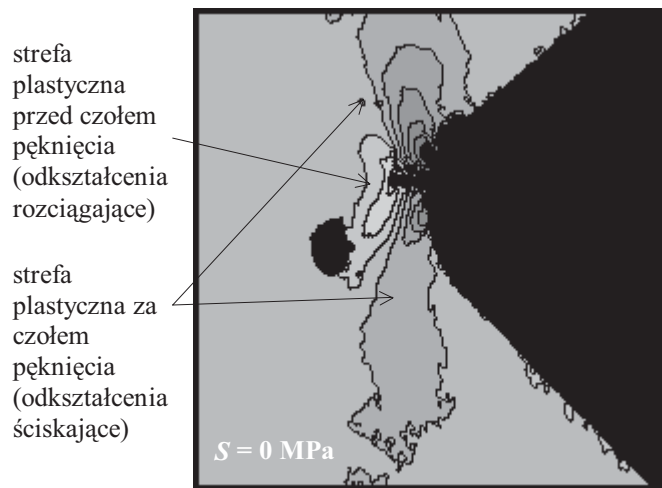 strefa
plastyczna
przed czołem
pęknięcia
(odkształcenia
rozciągające)
strefa
plastyczna za
czołem
pęknięcia
(odkształcenia
ściskające)
S = 0 MPa